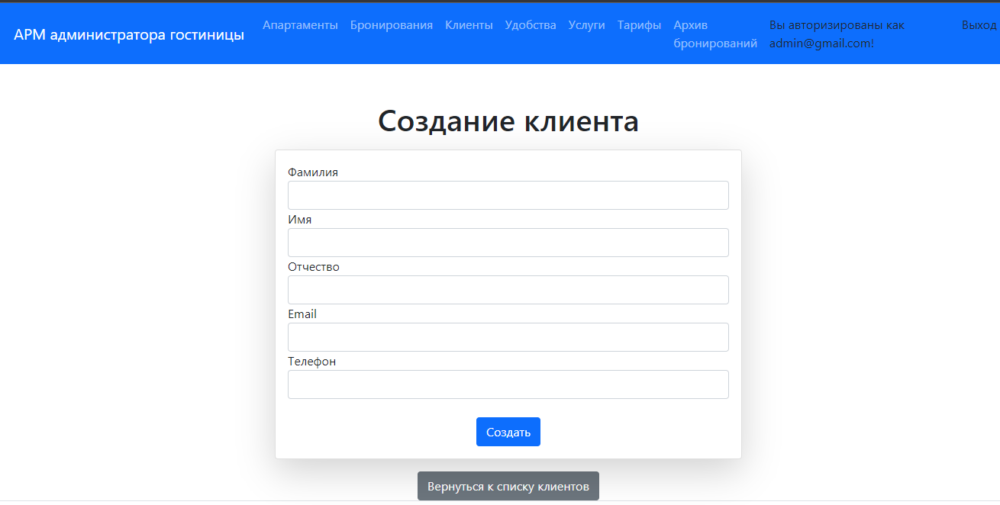 АРМ администратора гостиницы
Апартаменты
Бронирования
Клиенты
Удобства
Услуги
Тарифы
Архив
бронирований
Вы авторизированы как
admin@gmail.com!
Выход
Создание клиента
Фамилия
Имя
Отчество
Email
Телефон
Создать
Вернуться к списку клиентов